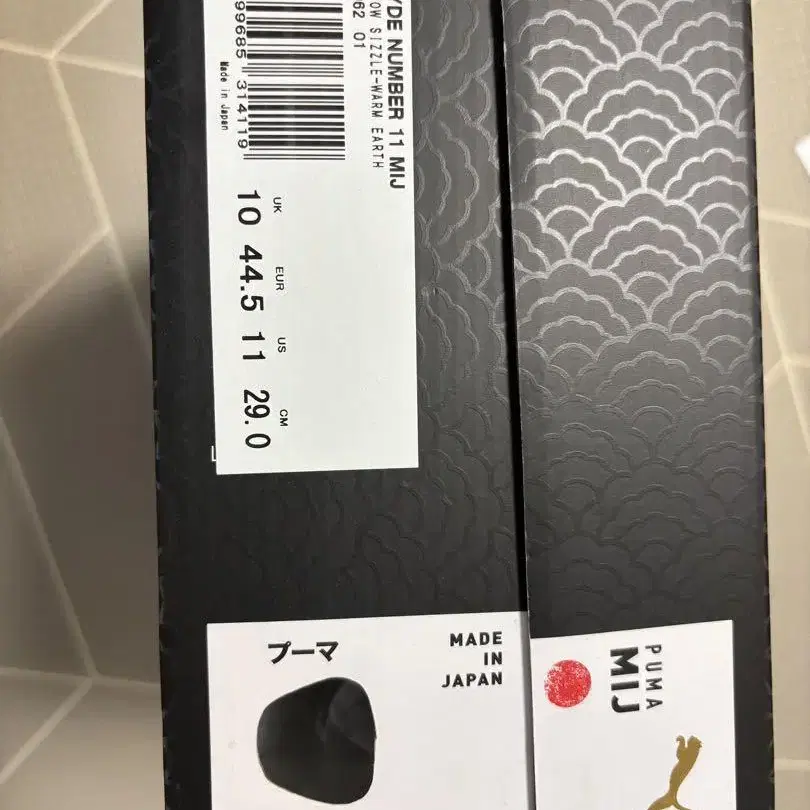 YDE NUMBER 11 MIJ
OW SIZZLE-WARM EARTH
62 01
99685 314119
Made in Japan
UK EUR US CM
10 44.5 11 29.0
プーマ
MADE
IN
JAPAN
PUMA
MIJ